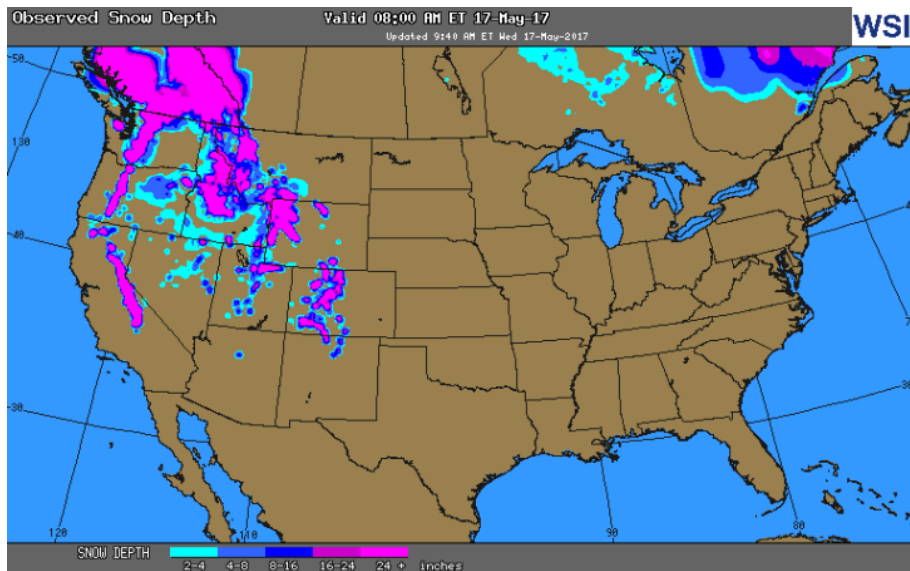 Observed Snow Depth
Valid 08:00 AM ET 17-May-17
Updated 9:40 AM ET Wed 17-May-2017
WSI
50
130
40
30
120
110
90
80
SNOW DEPTH
2-4 4-8 8-16 16-24 24 + inches